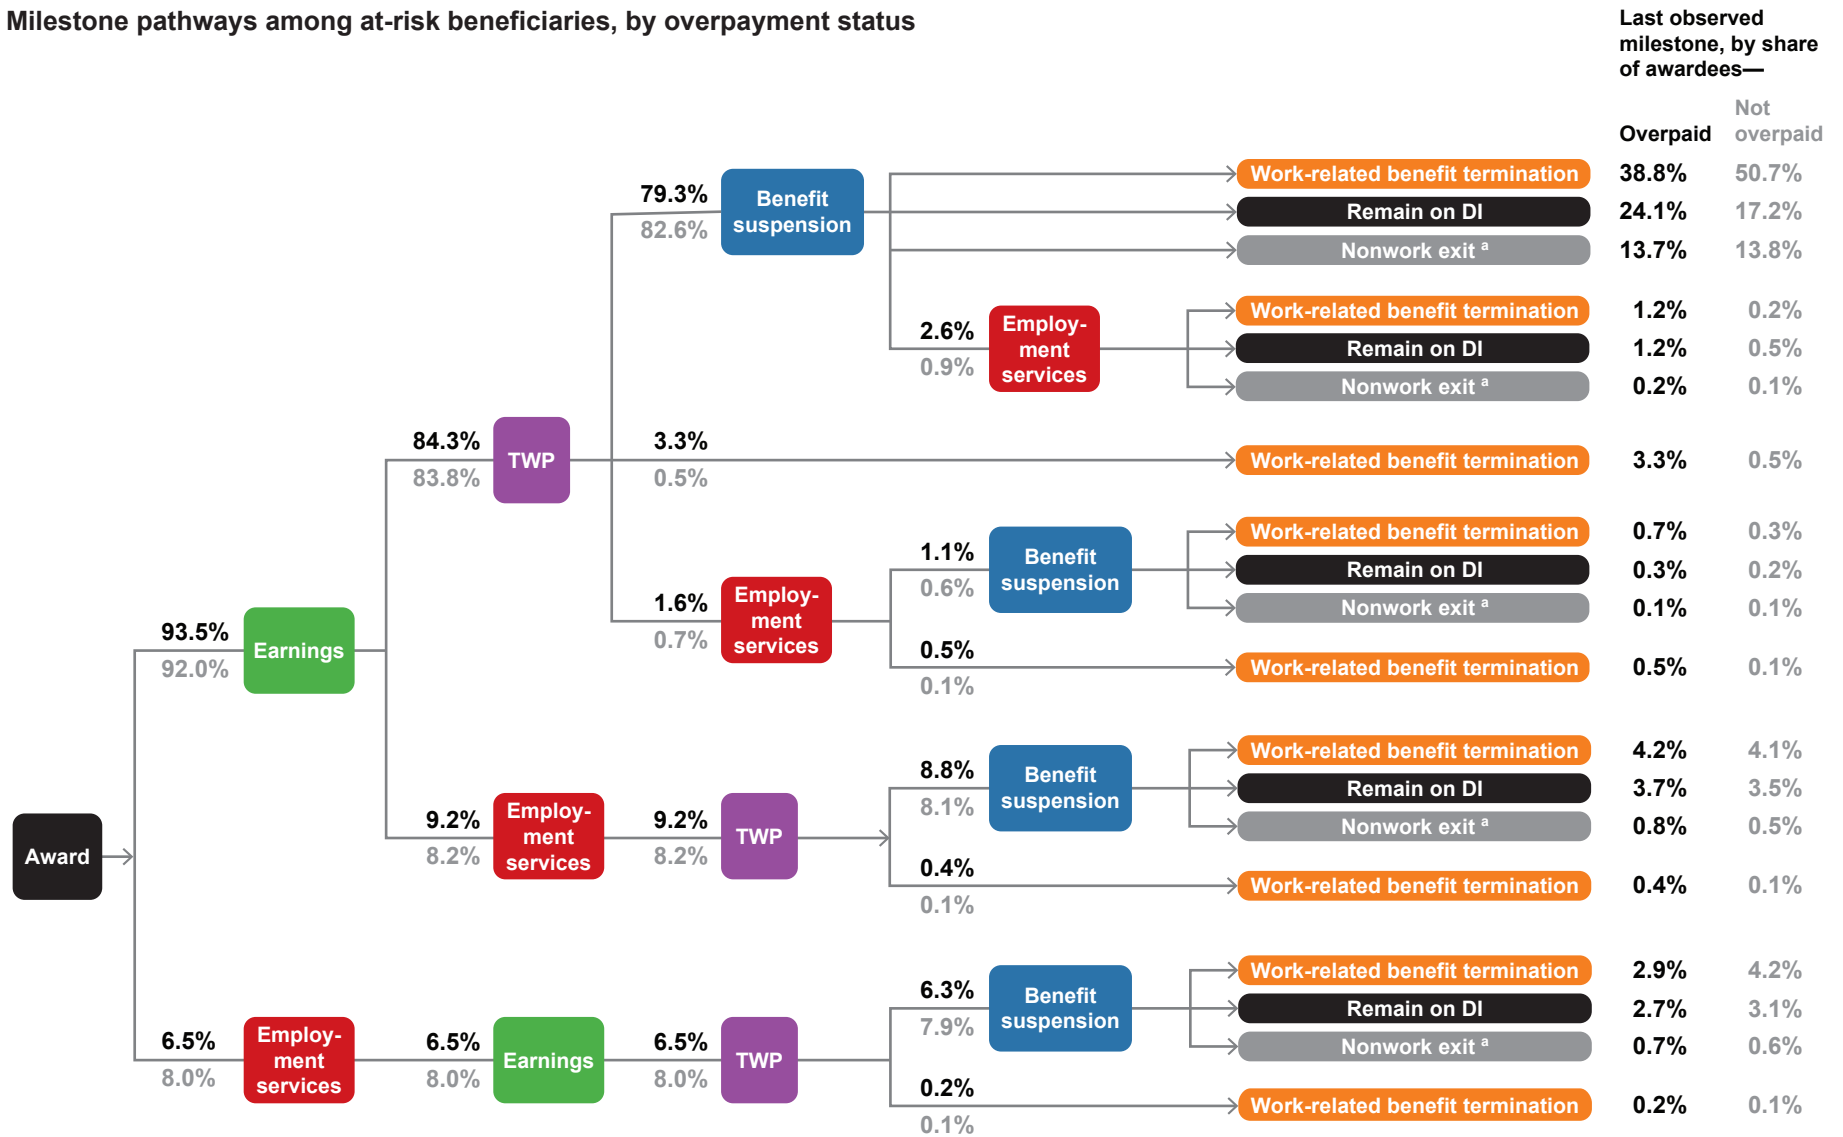 Milestone pathways among at-risk beneficiaries, by overpayment status
Last observed
milestone, by share
of awardees—
Overpaid
Not
overpaid
79.3%
82.6%
Benefit
suspension
Work-related benefit termination
38.8%
50.7%
Remain on DI
24.1%
17.2%
Nonwork exit a
13.7%
13.8%
2.6%
0.9%
Employ-
ment
services
Work-related benefit termination
1.2%
0.2%
Remain on DI
1.2%
0.5%
Nonwork exit a
0.2%
0.1%
84.3%
83.8%
TWP
3.3%
0.5%
Work-related benefit termination
3.3%
0.5%
1.6%
0.7%
Employ-
ment
services
1.1%
0.6%
Benefit
suspension
Work-related benefit termination
0.7%
0.3%
Remain on DI
0.3%
0.2%
Nonwork exit a
0.1%
0.1%
0.5%
0.1%
Work-related benefit termination
0.5%
0.1%
93.5%
92.0%
Earnings
9.2%
8.2%
Employ-
ment
services
9.2%
8.2%
TWP
8.8%
8.1%
Benefit
suspension
Work-related benefit termination
4.2%
4.1%
Remain on DI
3.7%
3.5%
Nonwork exit a
0.8%
0.5%
0.4%
0.1%
Work-related benefit termination
0.4%
0.1%
Award
6.5%
8.0%
Employ-
ment
services
6.5%
8.0%
Earnings
6.5%
8.0%
TWP
6.3%
7.9%
Benefit
suspension
Work-related benefit termination
2.9%
4.2%
Remain on DI
2.7%
3.1%
Nonwork exit a
0.7%
0.6%
0.2%
0.1%
Work-related benefit termination
0.2%
0.1%